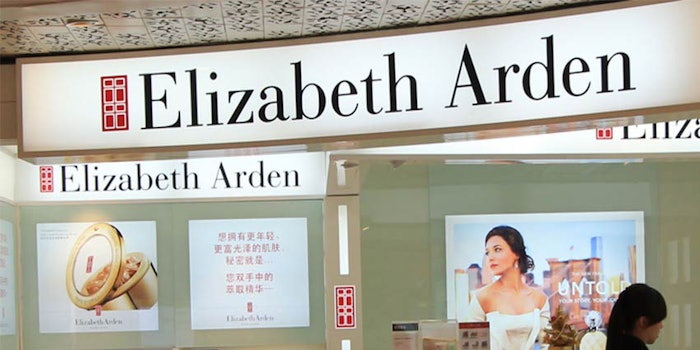 Elizabeth Arden
Elizabeth Arden
想拥有更年轻、
更富光泽的肌肤，
秘密就是……
您双手中的
萃取精华…
Elizabeth Arden
Elizabeth Arden
UNTOLD